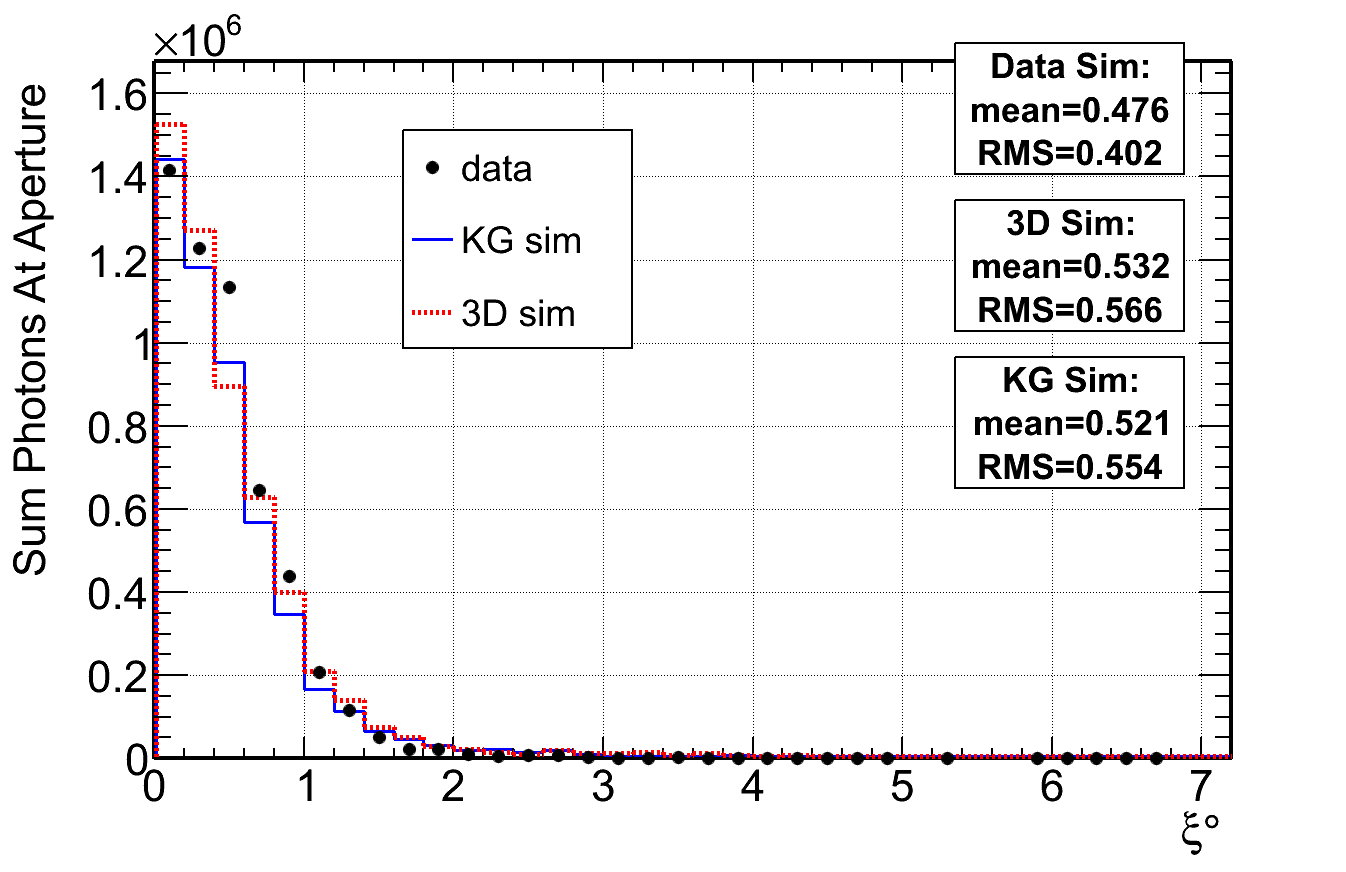 ×10⁶
Sum Photons At Aperture
1.6
1.4
1.2
1
0.8
0.6
0.4
0.2
0
data
KG sim
3D sim
Data Sim:
mean=0.476
RMS=0.402
3D Sim:
mean=0.532
RMS=0.566
KG Sim:
mean=0.521
RMS=0.554
0 1 2 3 4 5 6 7
ξ°